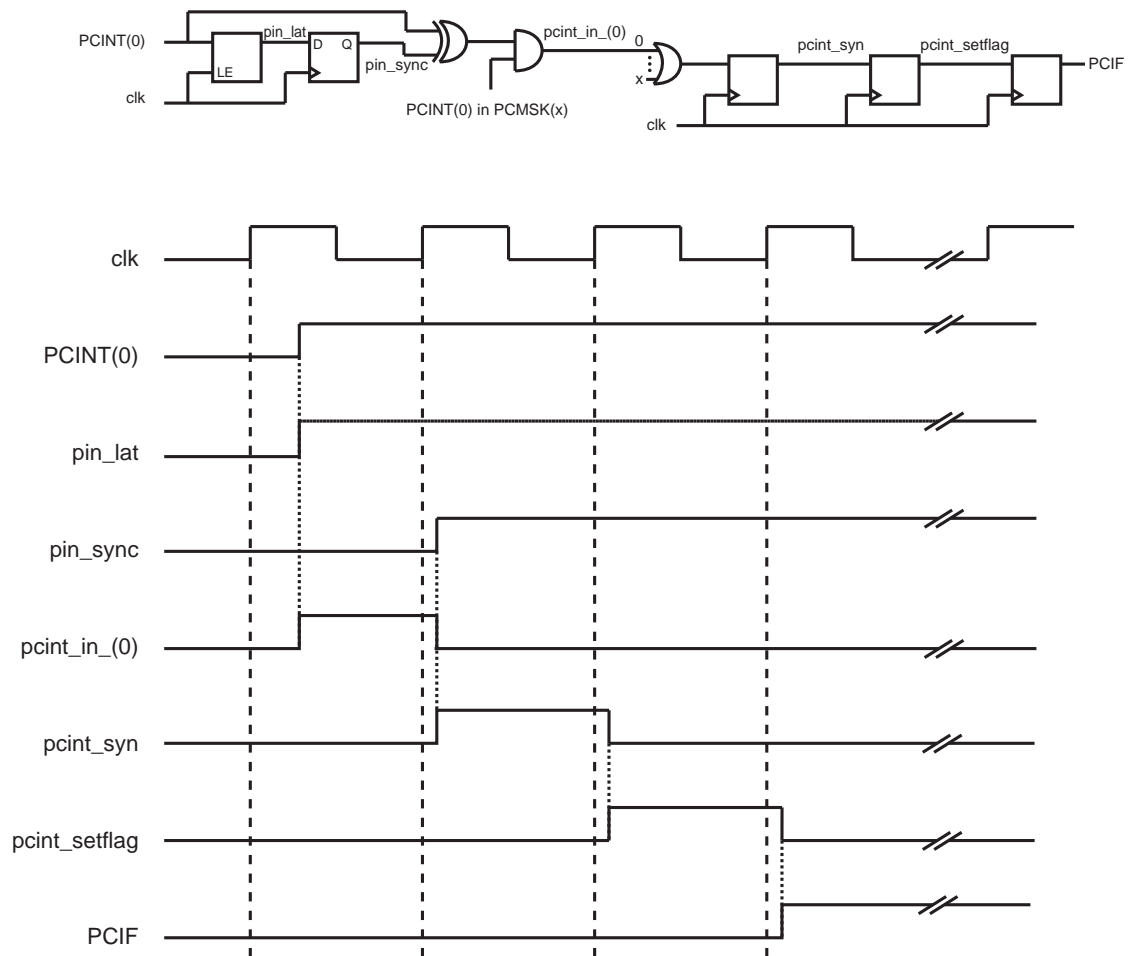 PCINT(0)
LE
pin_lat
D Q
pin_sync
clk
PCINT(0) in PCMSK(x)
pcint_in_(0)
0
x
clk
pcint_syn
pcint_setflag
PCIF
clk
PCINT(0)
pin_lat
pin_sync
pcint_in_(0)
pcint_syn
pcint_setflag
PCIF